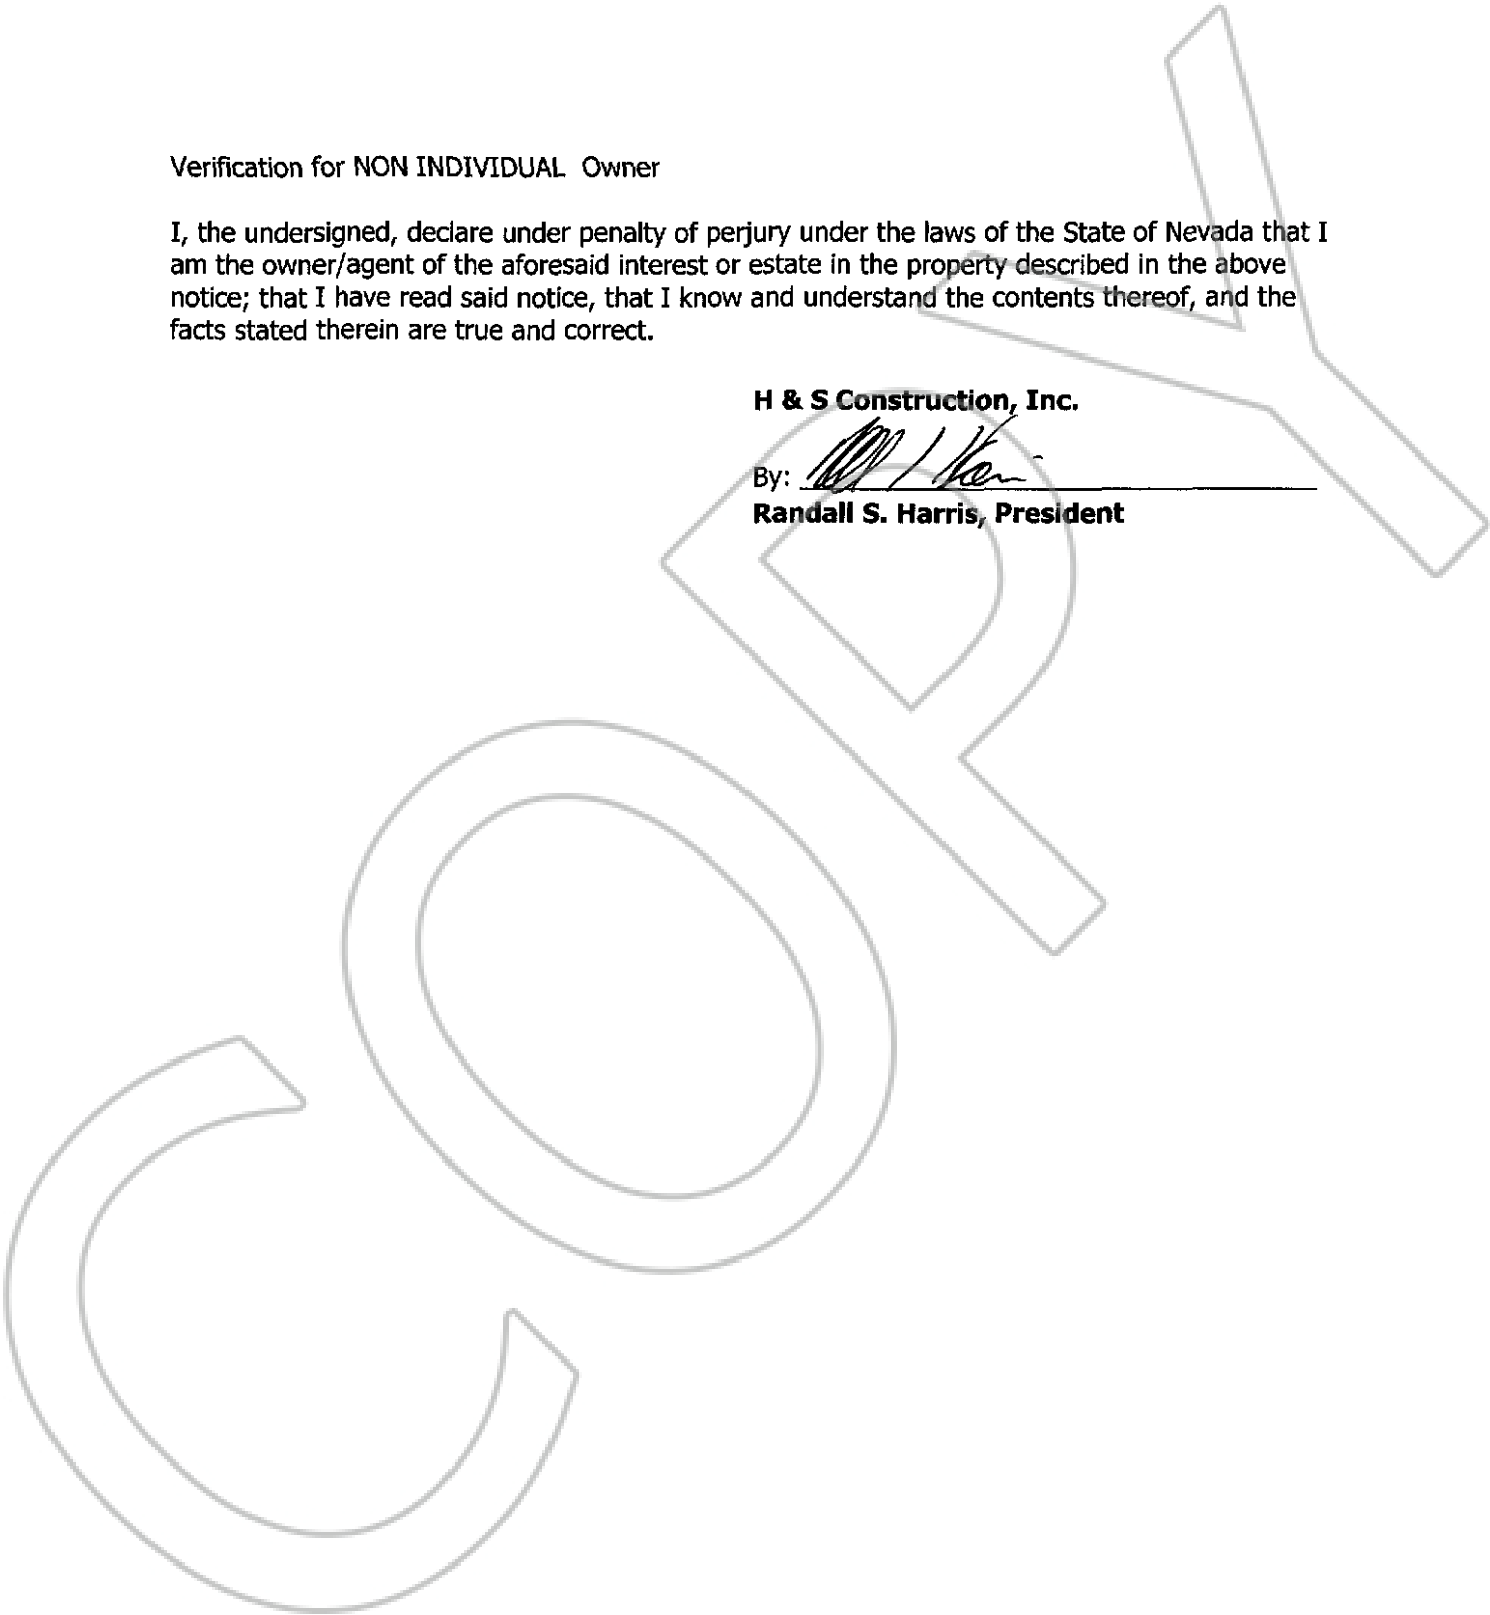 Verification for NON INDIVIDUAL Owner
I, the undersigned, declare under penalty of perjury under the laws of the State of Nevada that I
am the owner/agent of the aforesaid interest or estate in the property described in the above
notice; that I have read said notice, that I know and understand the contents thereof, and the
facts stated therein are true and correct.
H & S Construction, Inc.
By:
Randall S. Harris, President
COPY